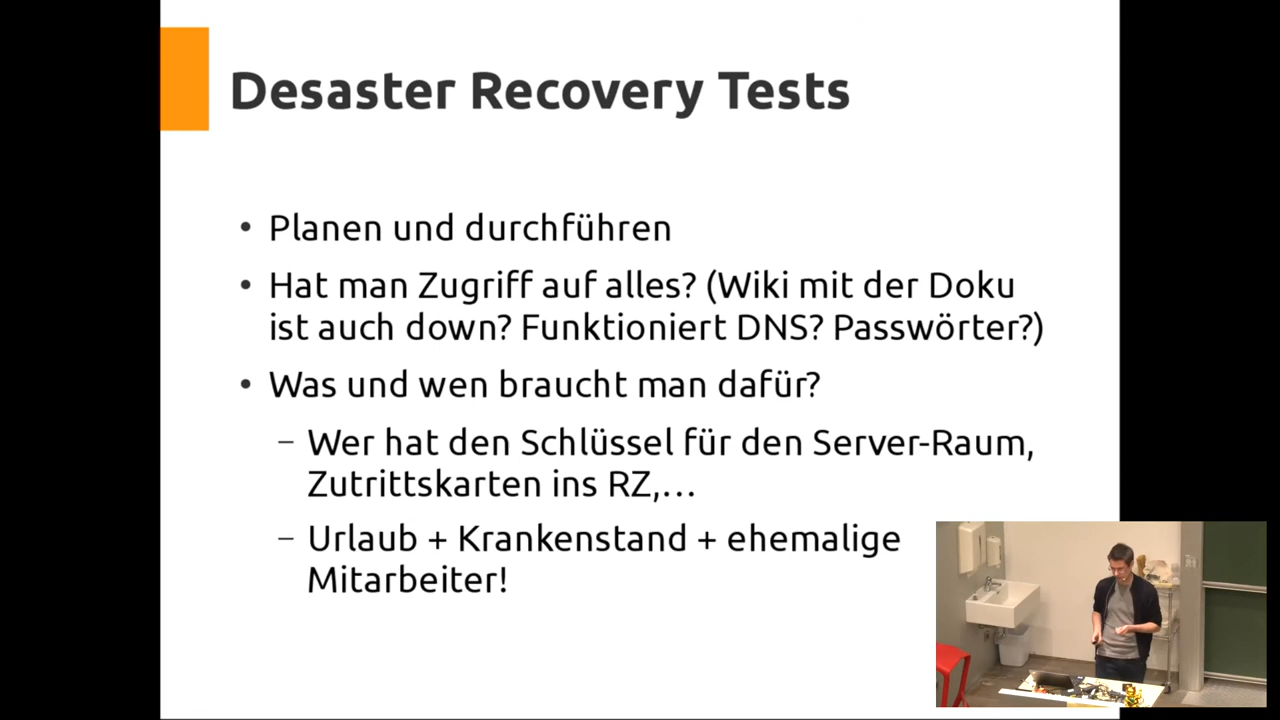 Desaster Recovery Tests
• Planen und durchführen
• Hat man Zugriff auf alles? (Wiki mit der Doku
ist auch down? Funktioniert DNS? Passwörter?)
• Was und wen braucht man dafür?
– Wer hat den Schlüssel für den Server-Raum,
Zutrittskarten ins RZ,…
– Urlaub + Krankenstand + ehemalige
Mitarbeiter!